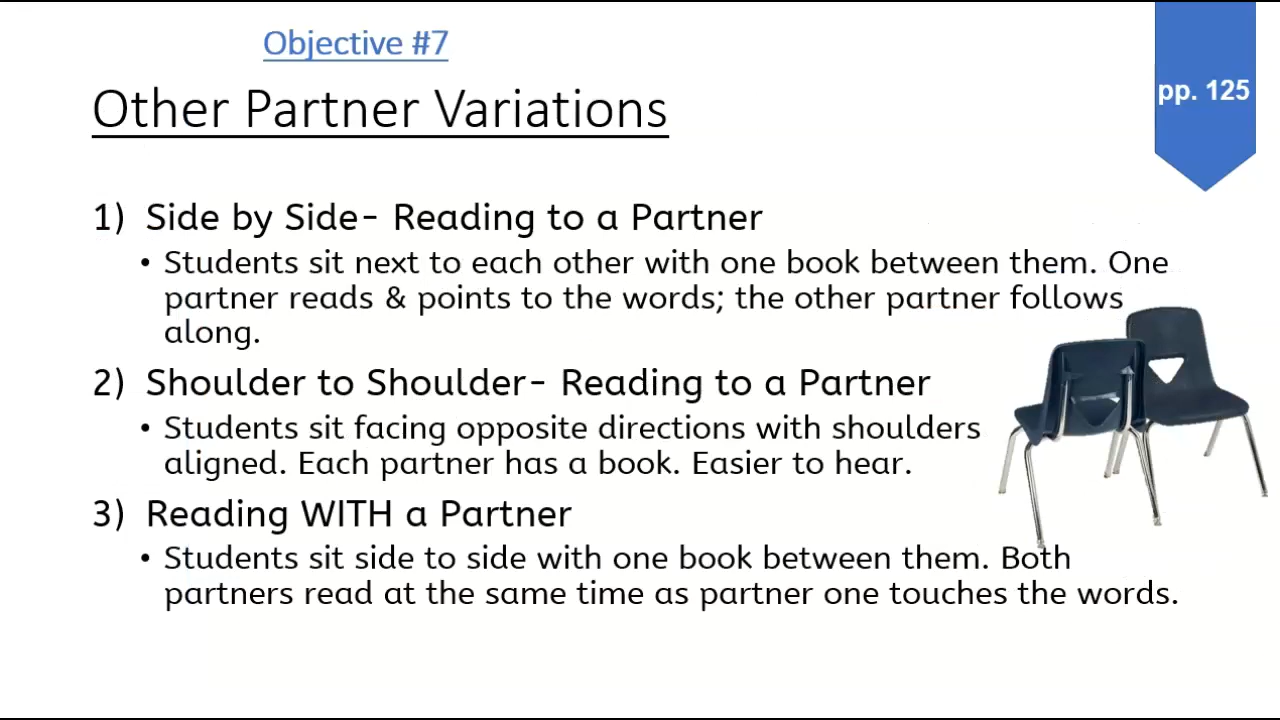 Objective #7
pp. 125
Other Partner Variations
1) Side by Side- Reading to a Partner
• Students sit next to each other with one book between them. One
partner reads & points to the words; the other partner follows
along.
2) Shoulder to Shoulder- Reading to a Partner
• Students sit facing opposite directions with shoulders
aligned. Each partner has a book. Easier to hear.
3) Reading WITH a Partner
• Students sit side to side with one book between them. Both
partners read at the same time as partner one touches the words.